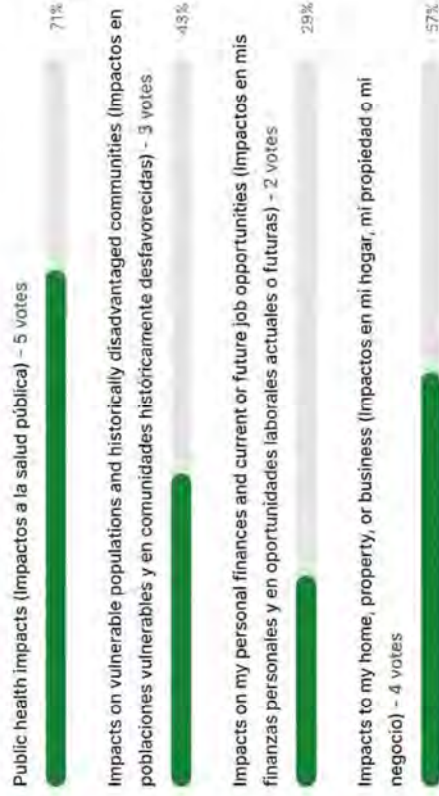 Public health impacts (Impactos a la salud pública) - 5 votes
71%
Impacts on vulnerable populations and historically disadvantaged communities (Impactos en
poblaciones vulnerables y en comunidades históricamente desfavorecidas) - 3 votes
43%
Impacts on my personal finances and current or future job opportunities (Impactos en mis
finanzas personales y en oportunidades laborales actuales o futuras) - 2 votes
29%
Impacts to my home, property, or business (Impactos en mi hogar, mi propiedad o mi
negocio) - 4 votes
57%